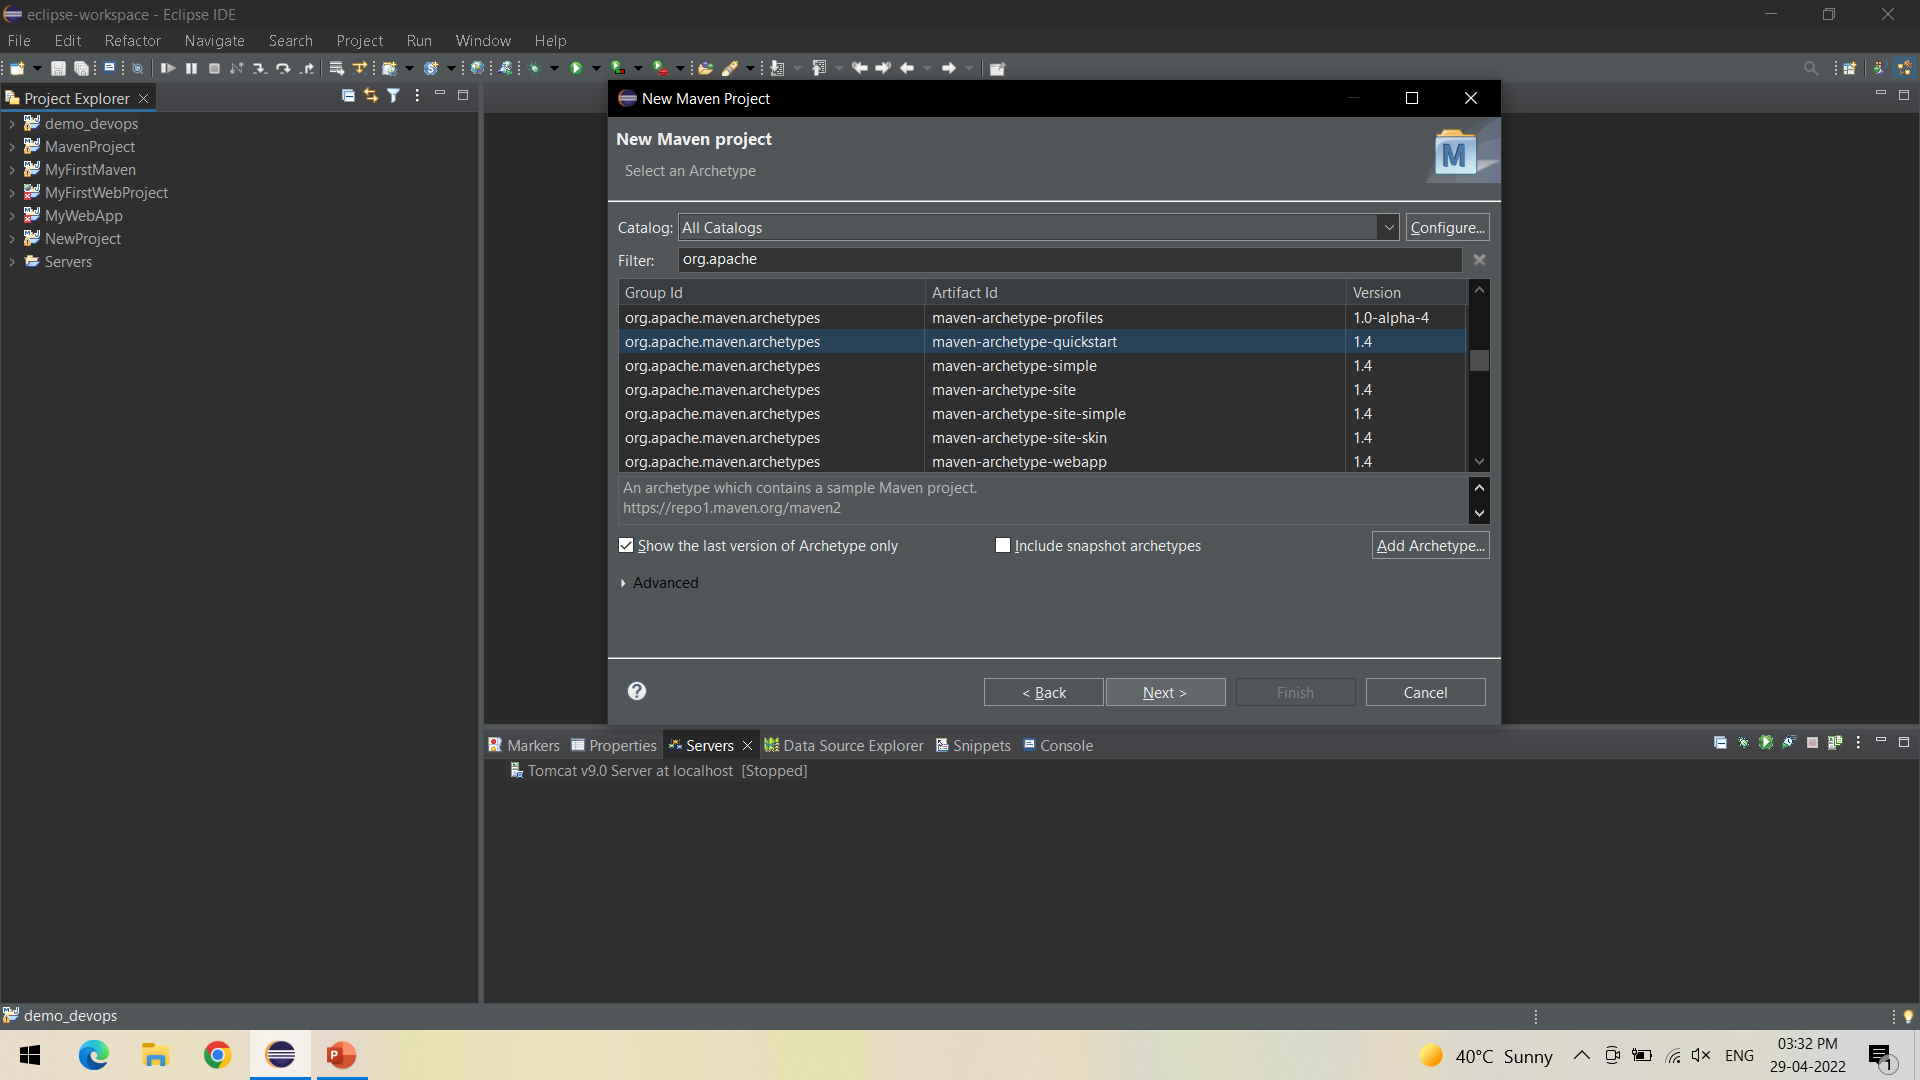 eclipse-workspace - Eclipse IDE
File Edit Refactor Navigate Search Project Run Window Help
Project Explorer
demo_devops
MavenProject
MyFirstMaven
MyFirstWebProject
MyWebApp
NewProject
Servers
New Maven Project
New Maven project
M
Select an Archetype
Catalog: All Catalogs Configure...
Filter: org.apache
Group Id Artifact Id Version
org.apache.maven.archetypes maven-archetype-profiles 1.0-alpha-4
org.apache.maven.archetypes maven-archetype-quickstart 1.4
org.apache.maven.archetypes maven-archetype-simple 1.4
org.apache.maven.archetypes maven-archetype-site 1.4
org.apache.maven.archetypes maven-archetype-site-simple 1.4
org.apache.maven.archetypes maven-archetype-site-skin 1.4
org.apache.maven.archetypes maven-archetype-webapp 1.4
An archetype which contains a sample Maven project.
https://repo1.maven.org/maven2
Show the last version of Archetype only Include snapshot archetypes Add Archetype...
Advanced
< Back Next > Finish Cancel
Markers Properties Servers Data Source Explorer Snippets Console
Tomcat v9.0 Server at localhost [Stopped]
demo_devops
P 40°C Sunny ENG 03:32 PM
29-04-2022 1